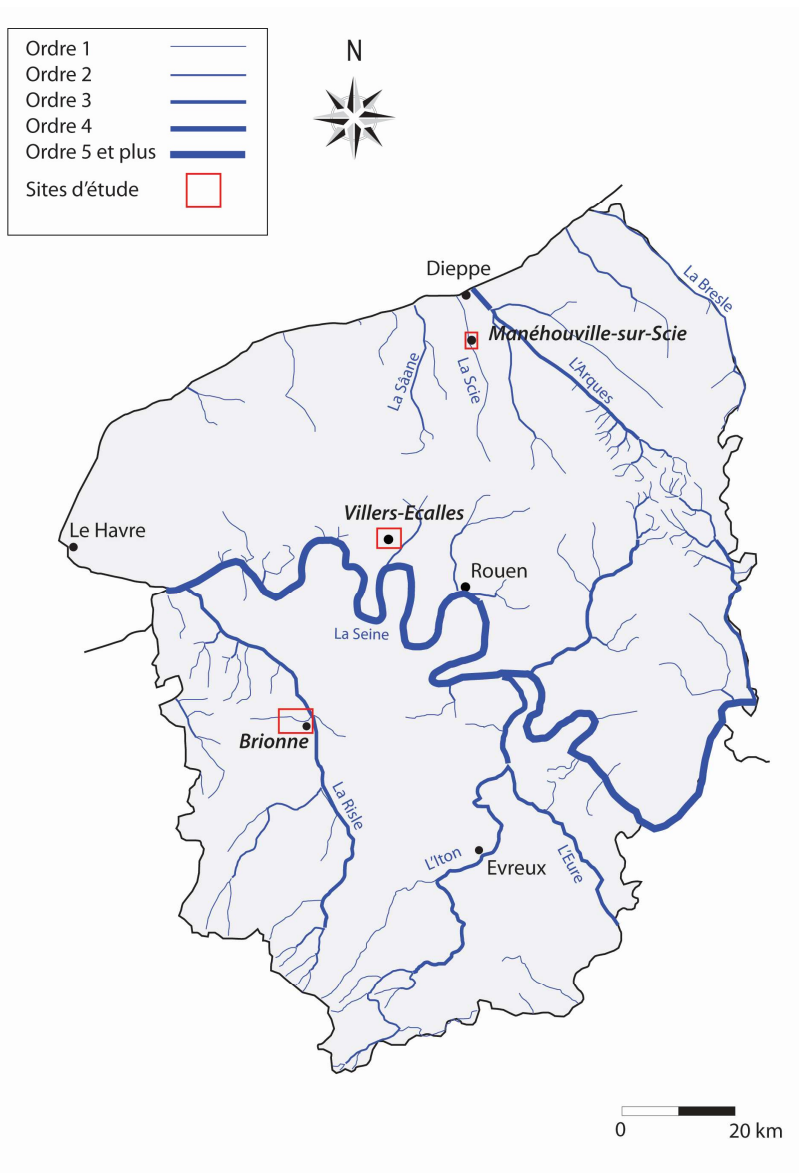 Ordre 1
Ordre 2
Ordre 3
Ordre 4
Ordre 5 et plus
Sites d'étude
N
Dieppe
La Bresle
Manéhouville-sur-Scie
La Sâane
La Scie
L'Arques
Villers-Ecalles
Le Havre
Rouen
La Seine
Brionne
La Risle
L'Iton
Evreux
L'Eure
0
20 km